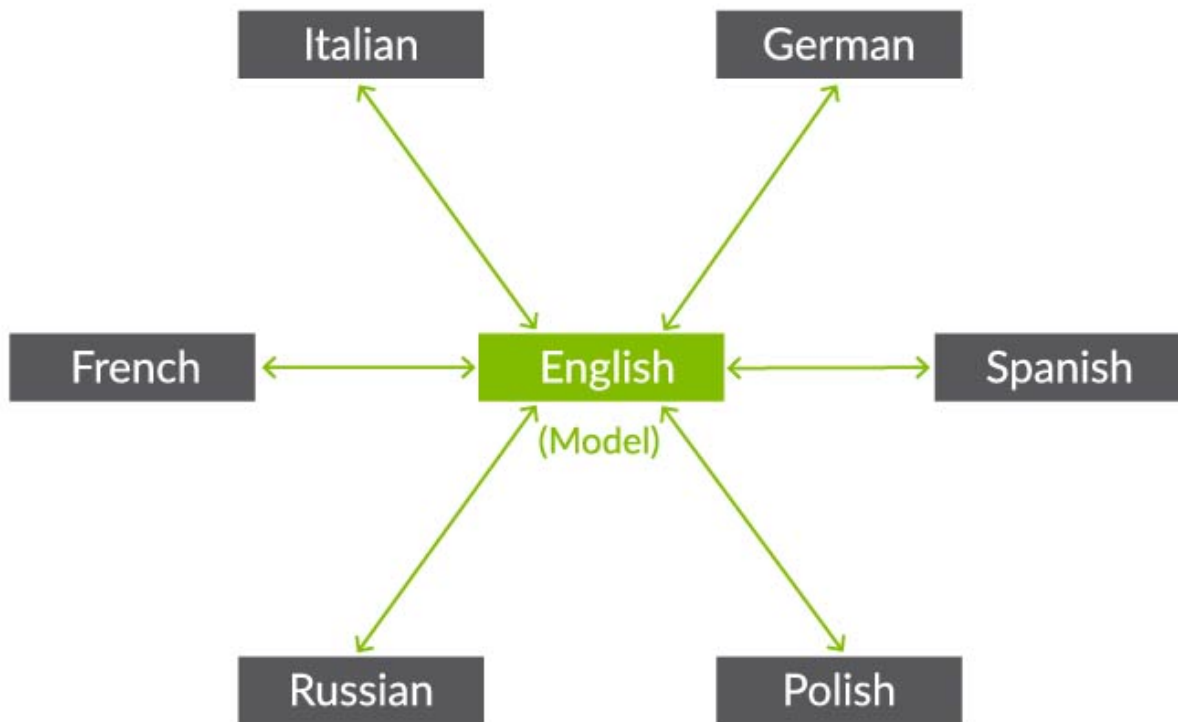 Italian
German
French
English
Spanish
(Model)
Russian
Polish